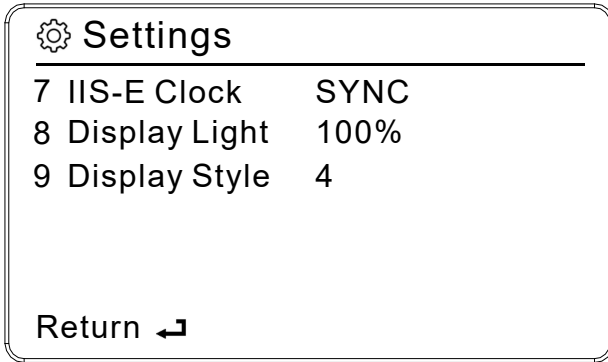 Settings
7 IIS-E Clock SYNC
8 Display Light 100%
9 Display Style 4
Return